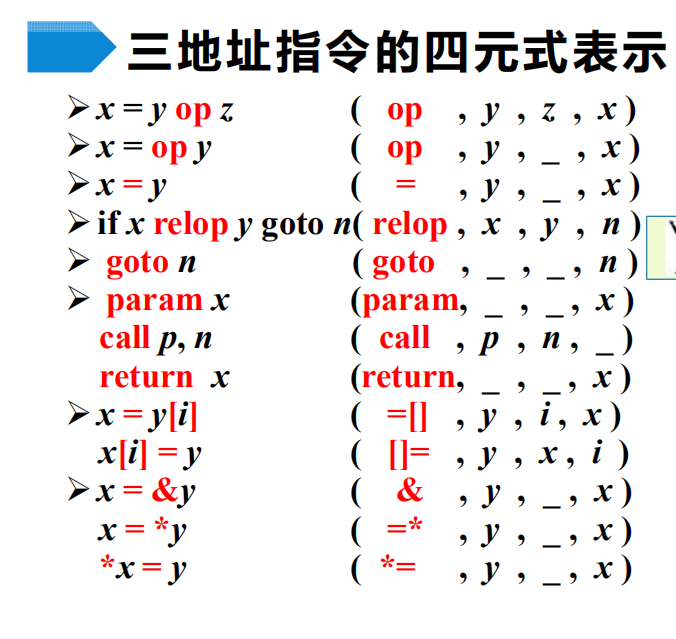 三地址指令的四元式表示
➢ x = y op z ( op , y , z , x )
➢ x = op y ( op , y , _ , x )
➢ x = y ( = , y , _ , x )
➢ if x relop y goto n( relop , x , y , n )
➢ goto n ( goto , _ , _ , n )
➢ param x (param, _ , _ , x )
call p, n ( call , p , n , _ )
return x (return, _ , _ , x )
➢ x = y[i] ( =[] , y , i , x )
x[i] = y ( []= , y , x , i )
➢ x = &y ( & , y , _ , x )
x = *y ( =* , y , _ , x )
*x = y ( *= , y , _ , x )